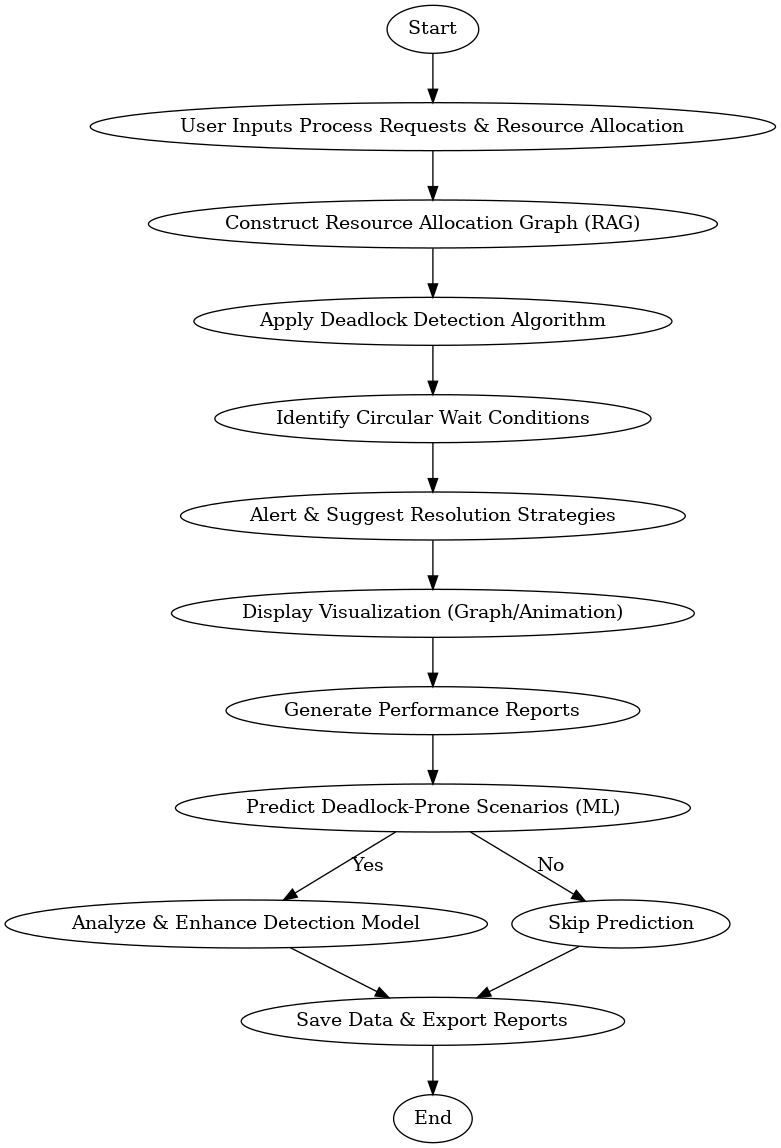 Start
User Inputs Process Requests & Resource Allocation
Construct Resource Allocation Graph (RAG)
Apply Deadlock Detection Algorithm
Identify Circular Wait Conditions
Alert & Suggest Resolution Strategies
Display Visualization (Graph/Animation)
Generate Performance Reports
Predict Deadlock-Prone Scenarios (ML)
Yes
No
Analyze & Enhance Detection Model
Skip Prediction
Save Data & Export Reports
End